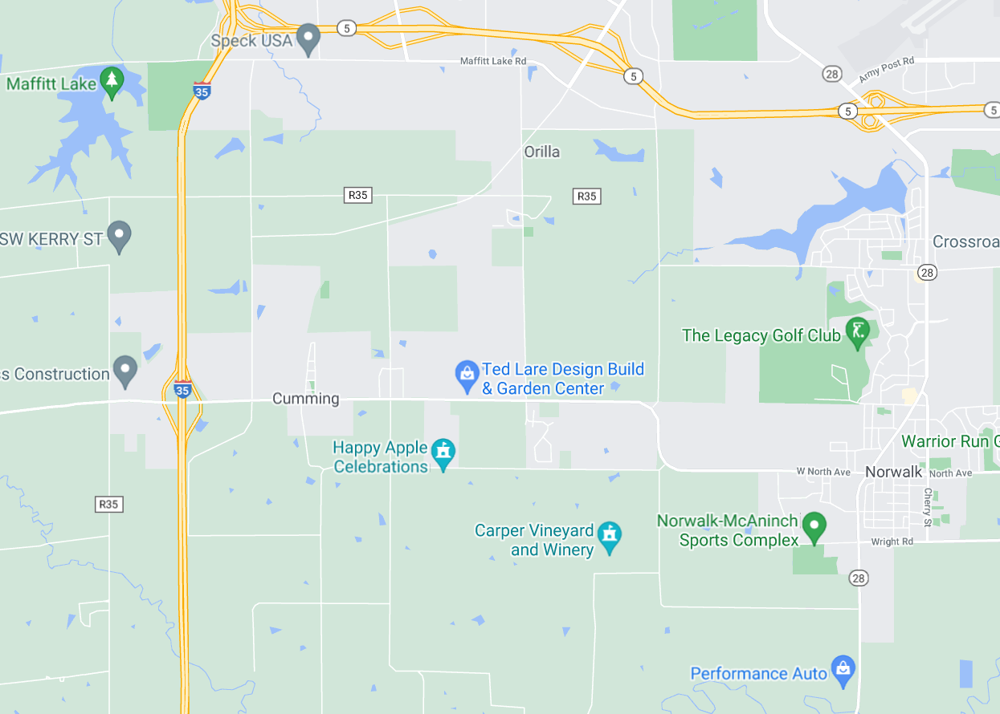 5
Speck USA
Maffitt Lake Rd
Maffitt Lake
35
5
28
Army Post Rd
5
5
Orilla
R35
R35
SW KERRY ST
Crossroa
28
The Legacy Golf Club
ss Construction
35
Cumming
Ted Lare Design Build
& Garden Center
Happy Apple
Celebrations
Warrior Run G
W North Ave
Norwalk
North Ave
Cherry St
R35
Norwalk-McAninch
Sports Complex
Carper Vineyard
and Winery
Wright Rd
28
Performance Auto